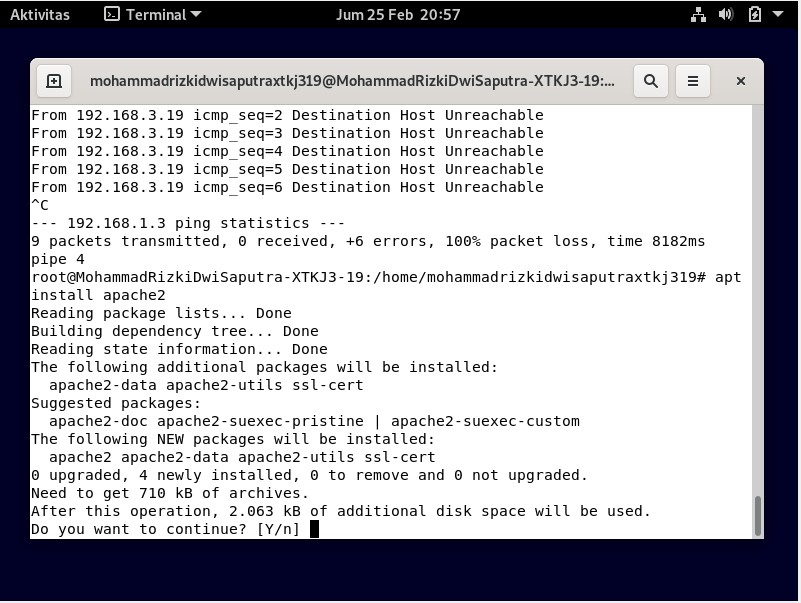 Aktivitas
Terminal
Jum 25 Feb 20:57
mohammadrizkidwisaputraxtkj319@MohammadRizkiDwiSaputra-XTKJ3-19:...
From 192.168.3.19 icmp_seq=2 Destination Host Unreachable
From 192.168.3.19 icmp_seq=3 Destination Host Unreachable
From 192.168.3.19 icmp_seq=4 Destination Host Unreachable
From 192.168.3.19 icmp_seq=5 Destination Host Unreachable
From 192.168.3.19 icmp_seq=6 Destination Host Unreachable
^C
--- 192.168.1.3 ping statistics ---
9 packets transmitted, 0 received, +6 errors, 100% packet loss, time 8182ms
pipe 4
root@MohammadRizkiDwiSaputra-XTKJ3-19:/home/mohammadrizkidwisaputraxtkj319# apt
install apache2
Reading package lists... Done
Building dependency tree... Done
Reading state information... Done
The following additional packages will be installed:
  apache2-data apache2-utils ssl-cert
Suggested packages:
  apache2-doc apache2-suexec-pristine | apache2-suexec-custom
The following NEW packages will be installed:
  apache2 apache2-data apache2-utils ssl-cert
0 upgraded, 4 newly installed, 0 to remove and 0 not upgraded.
Need to get 710 kB of archives.
After this operation, 2.063 kB of additional disk space will be used.
Do you want to continue? [Y/n]